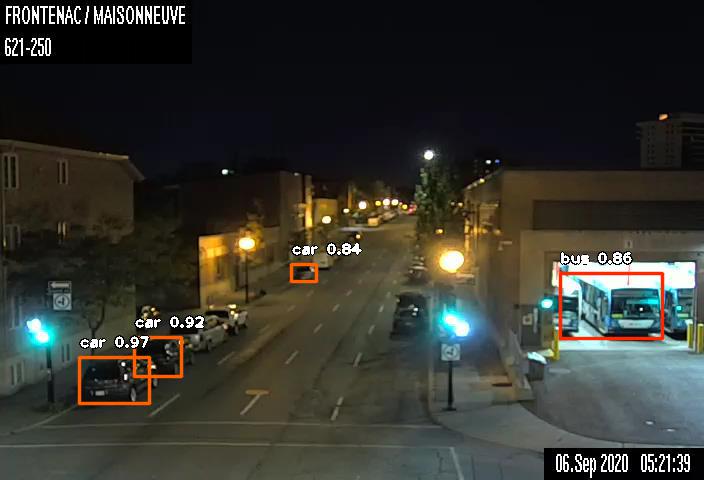 FRONTENAC / MAISONNEUVE
621-250
car 0.84
bus 0.86
car 0.92
car 0.97
06.Sep 2020 05:21:39